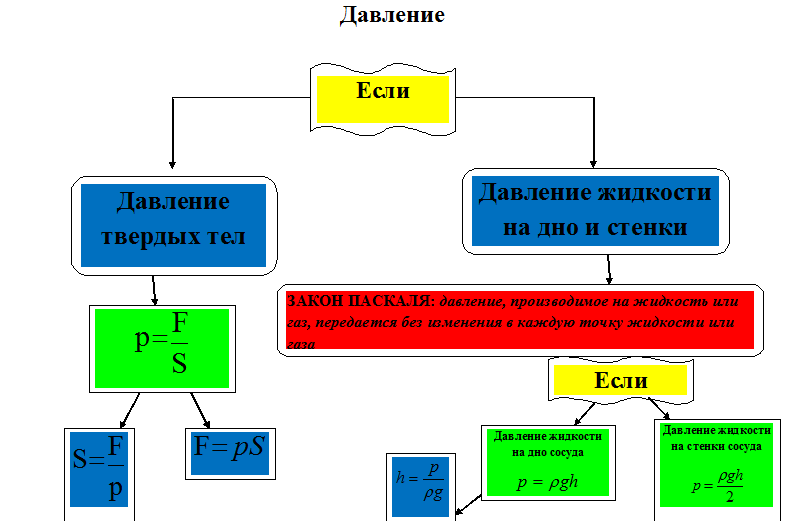 Давление
Если
Давление
твердых тел
Давление жидкости
на дно и стенки
ЗАКОН ПАСКАЛЯ: давление, производимое на жидкость или
газ, передается без изменения в каждую точку жидкости или
газа
p=F/S
Если
S=F/p
F=pS
Давление жидкости
на дно сосуда
p = ρgh
Давление жидкости
на стенки сосуда
p = ρgh/2
h = p/ρg